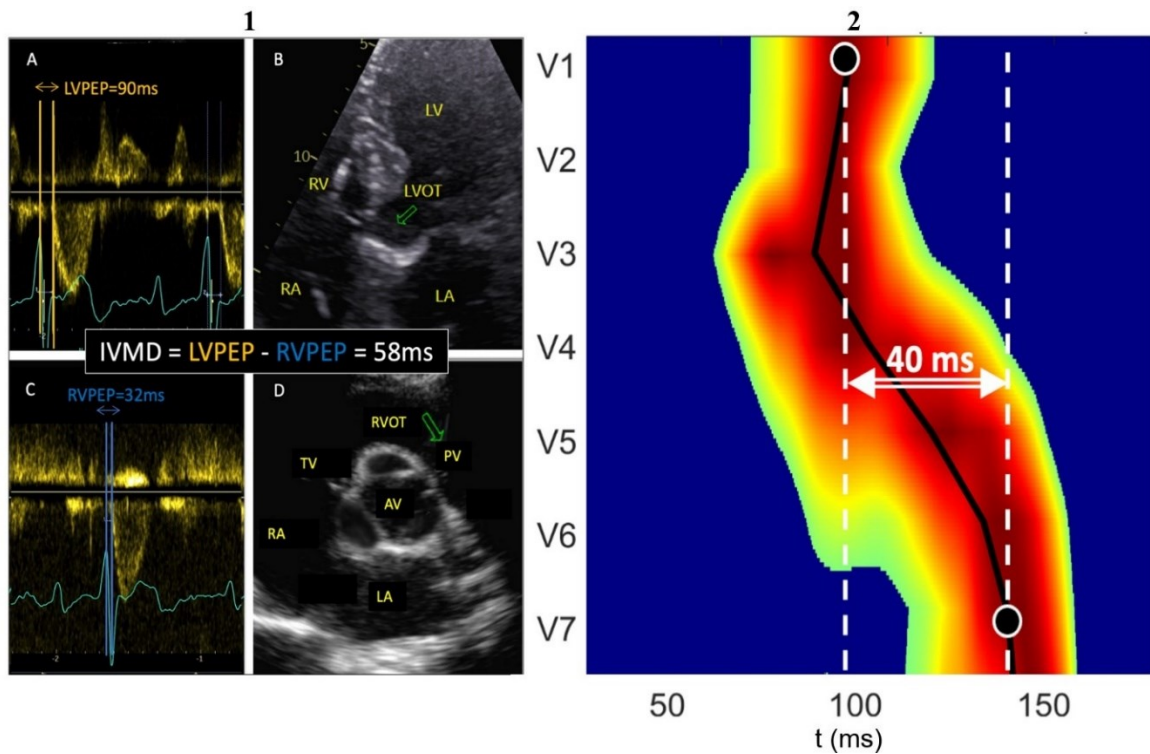 1
A
LVPEP=90ms
B
5
LV
10
RV
LVOT
RA
LA
IVMD = LVPEP - RVPEP = 58ms
C
RVPEP=32ms
-2
-1
D
RVOT
PV
TV
AV
RA
LA
2
V1
V2
V3
V4
V5
V6
V7
40 ms
50
100
150
t (ms)